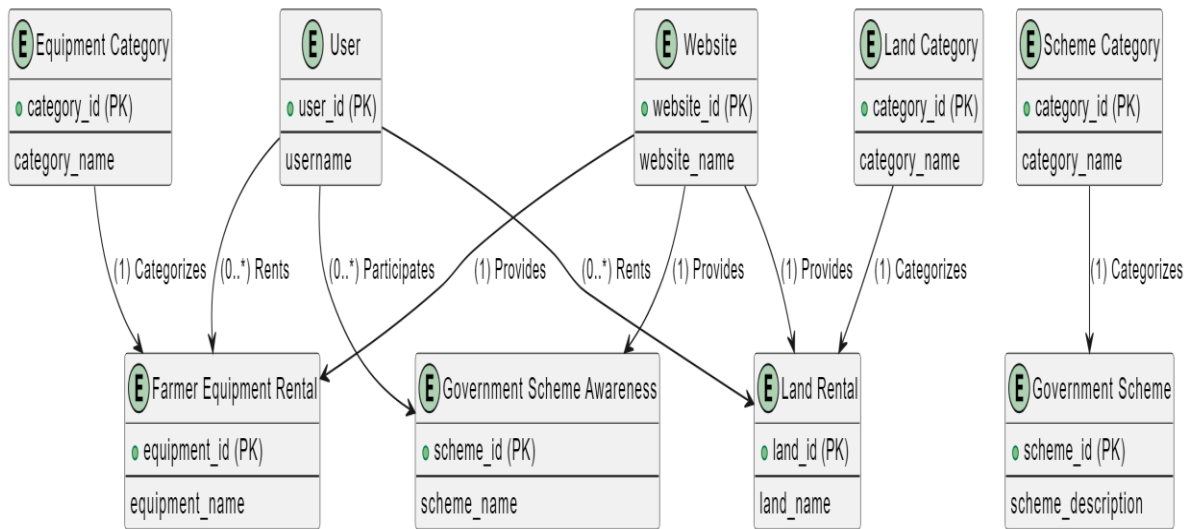 E Equipment Category
category_id (PK)
category_name
E User
user_id (PK)
username
E Website
website_id (PK)
website_name
E Land Category
category_id (PK)
category_name
E Scheme Category
category_id (PK)
category_name
(1) Categorizes
(0..*) Rents
(0..*) Participates
(1) Provides
(0..*) Rents
(1) Provides
(1) Provides
(1) Categorizes
(1) Categorizes
E Farmer Equipment Rental
equipment_id (PK)
equipment_name
E Government Scheme Awareness
scheme_id (PK)
scheme_name
E Land Rental
land_id (PK)
land_name
E Government Scheme
scheme_id (PK)
scheme_description